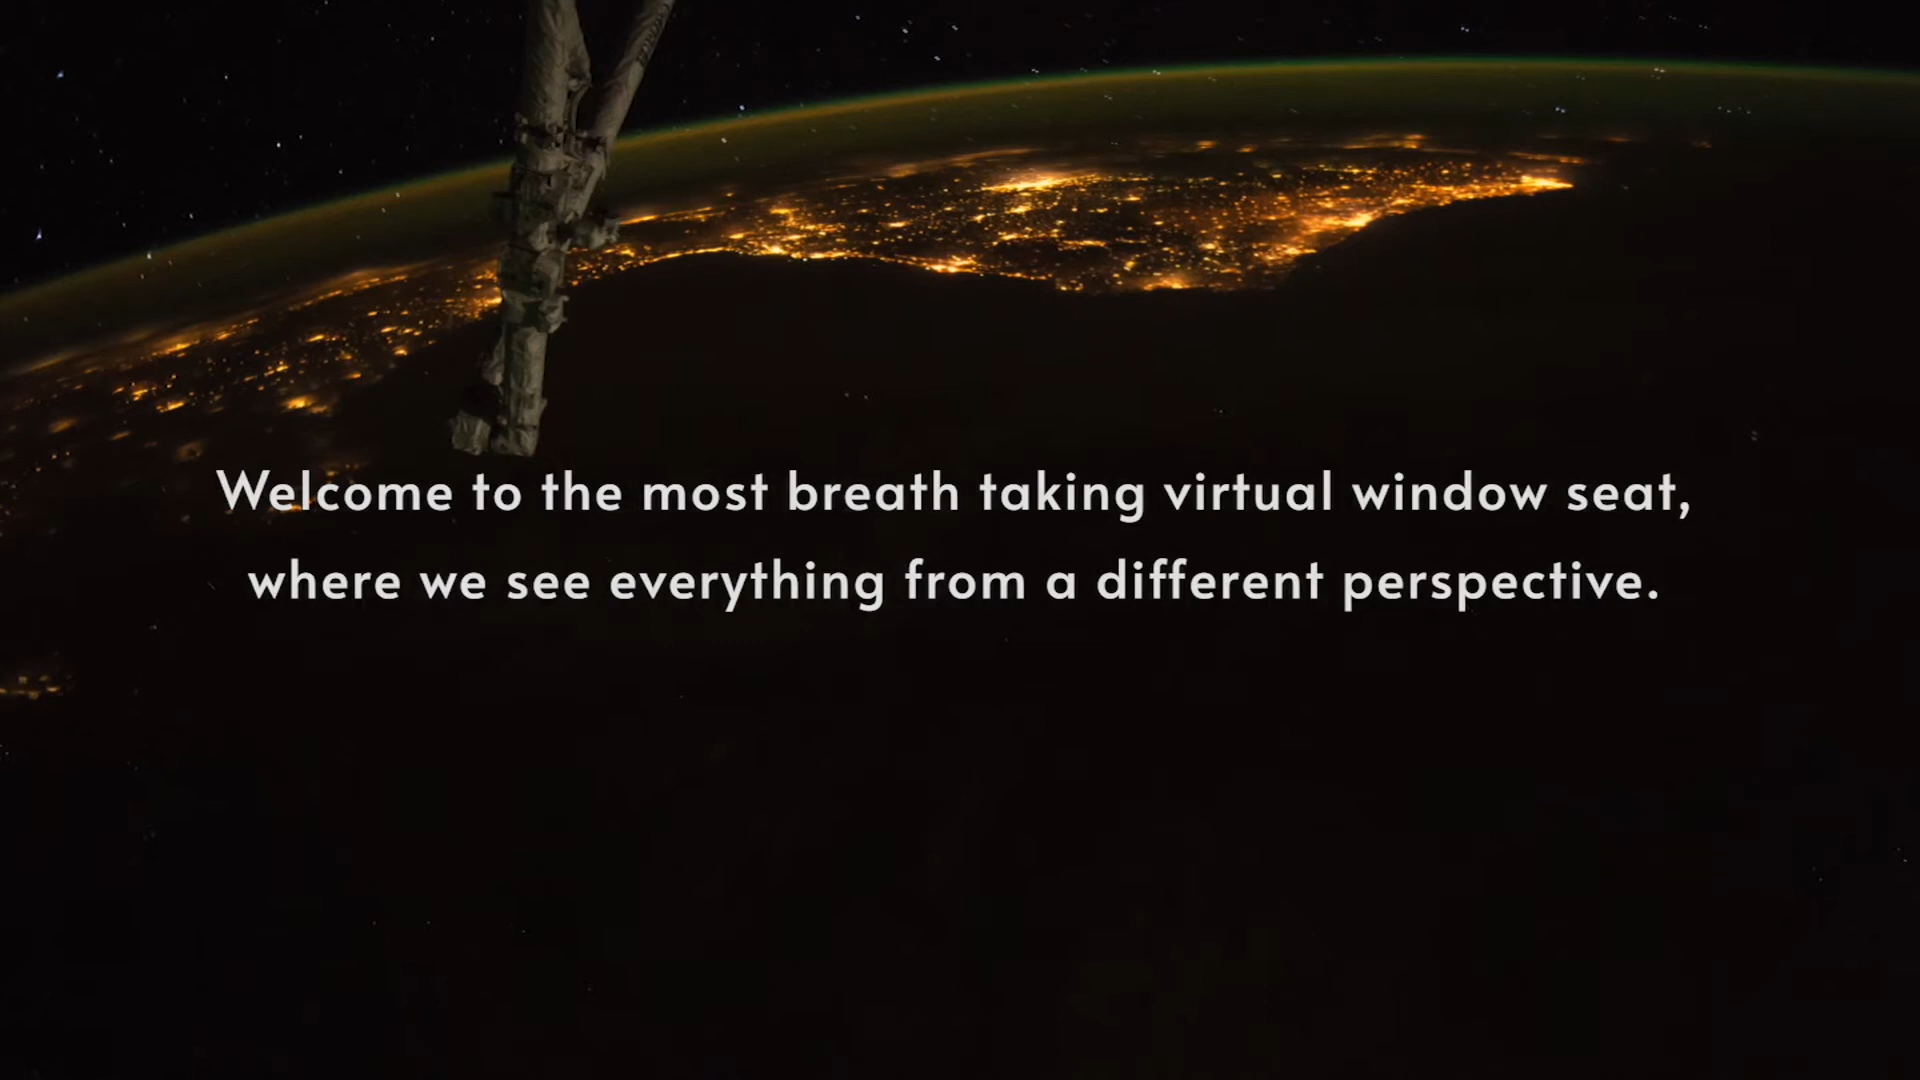 Welcome to the most breath taking virtual window seat,
where we see everything from a different perspective.